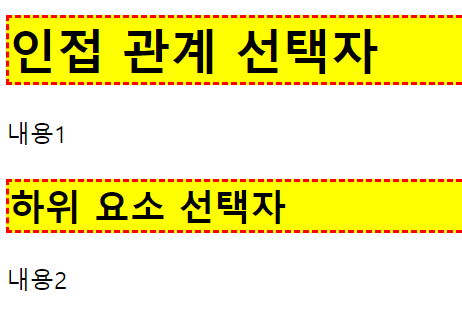 인접 관계 선택자
내용1
하위 요소 선택자
내용2